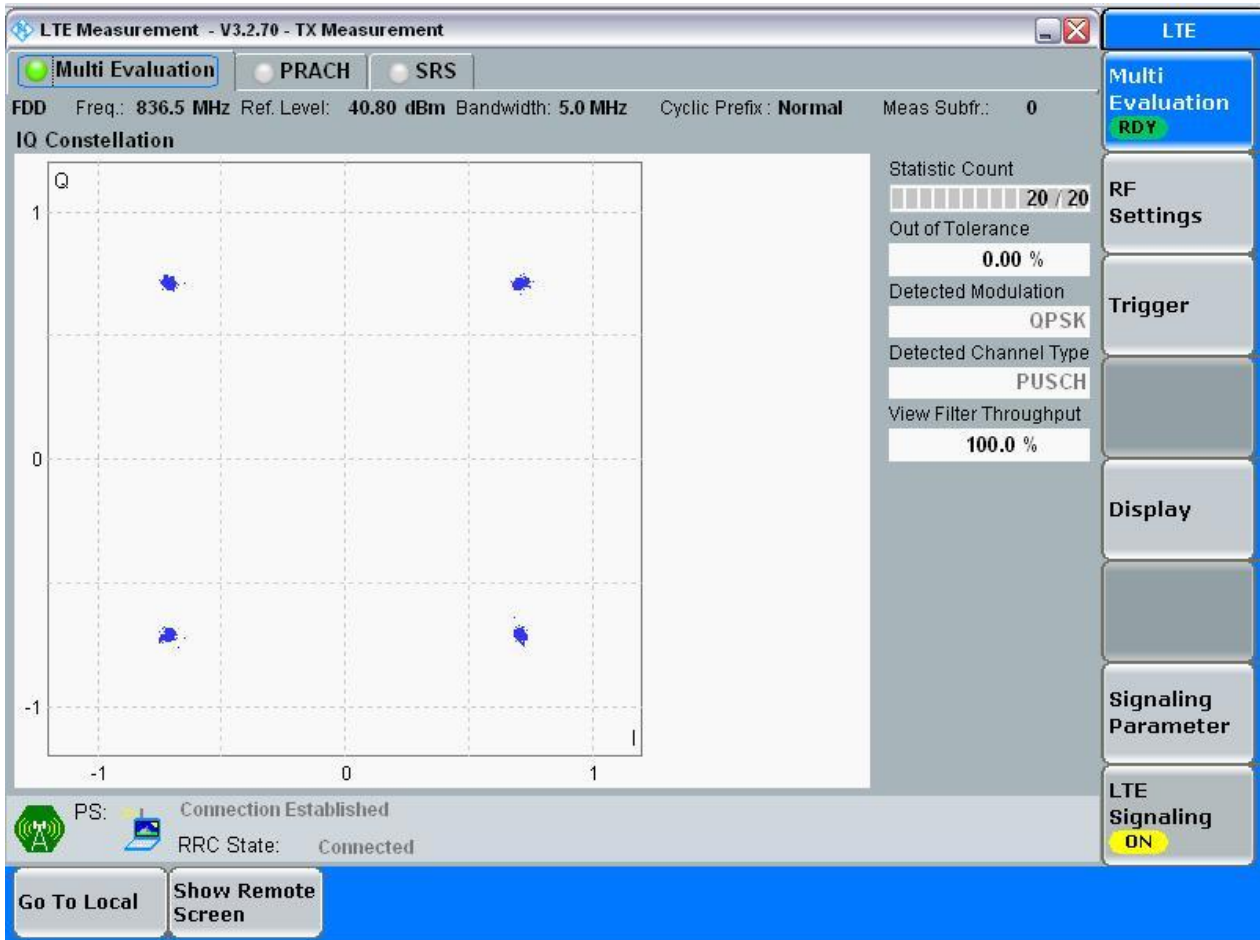 LTE Measurement - V3.2.70 - TX Measurement
LTE
Multi Evaluation PRACH SRS
FDD Freq.: 836.5 MHz Ref. Level: 40.80 dBm Bandwidth: 5.0 MHz Cyclic Prefix : Normal Meas Subfr.: 0
IQ Constellation
Q
1
0
-1
-1 0 1
I
Statistic Count
20 / 20
Out of Tolerance
0.00 %
Detected Modulation
QPSK
Detected Channel Type
PUSCH
View Filter Throughput
100.0 %
Multi
Evaluation
RDY
RF
Settings
Trigger
Display
Signaling
Parameter
LTE
Signaling
ON
PS: Connection Established
RRC State: Connected
Go To Local
Show Remote
Screen